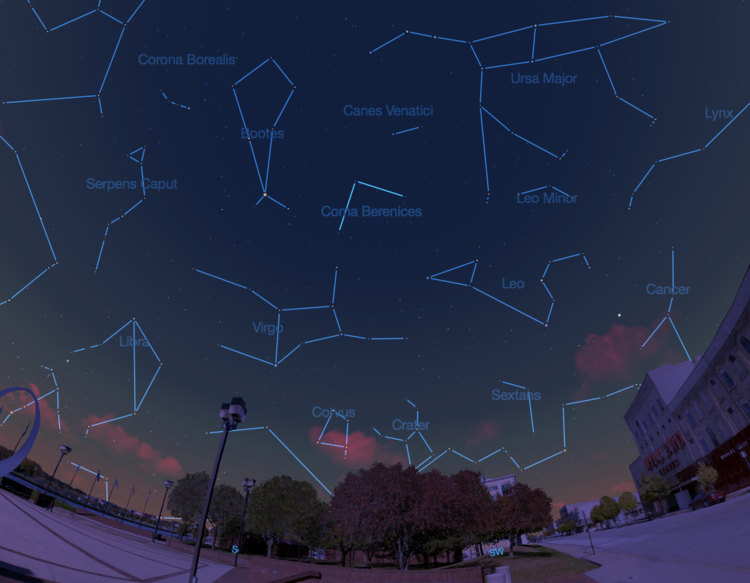 Corona Borealis
Ursa Major
Bootes
Canes Venatici
Lynx
Serpens Caput
Coma Berenices
Leo Minor
Leo
Cancer
Virgo
Libra
Sextans
Corvus
Crater
S
SW